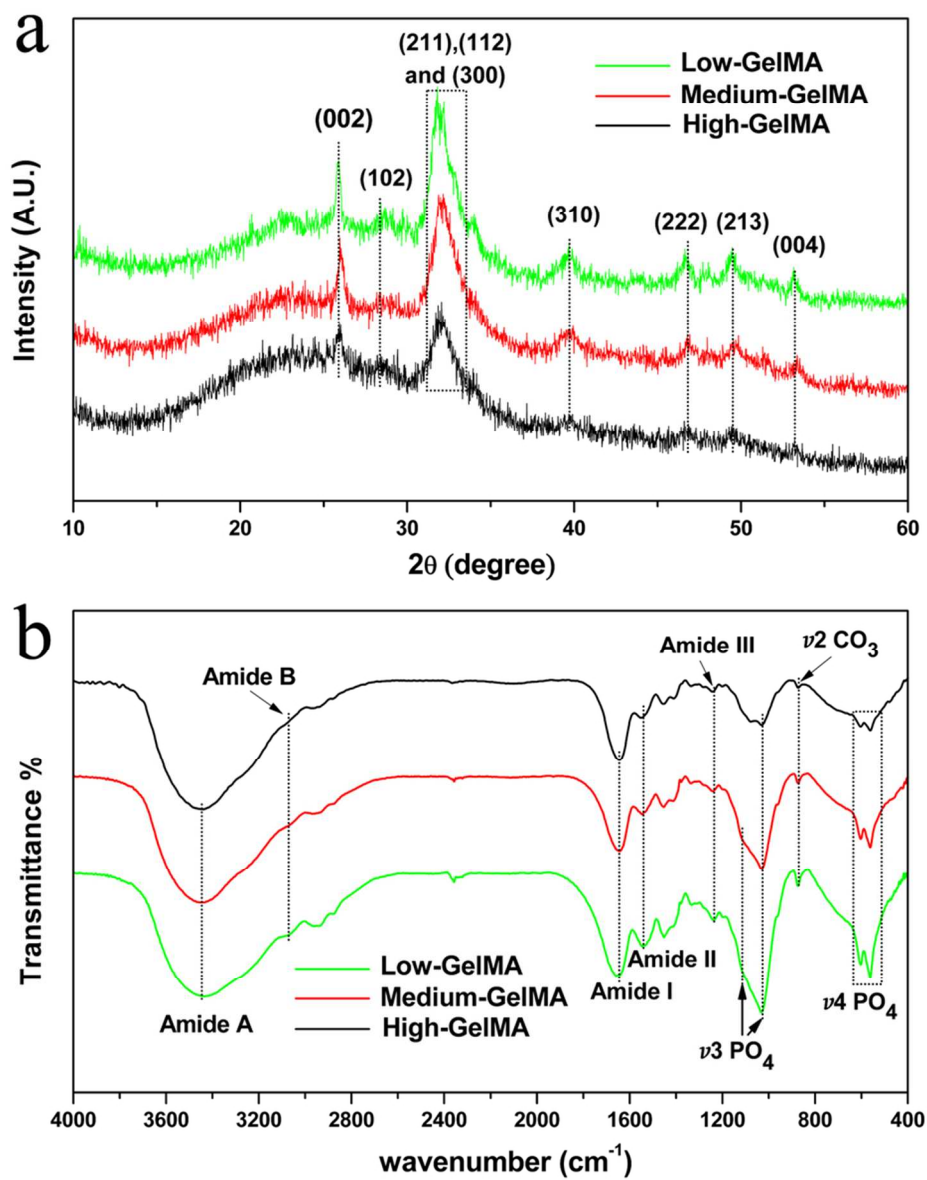 a
(211),(112)
and (300)
Low-GelMA
Medium-GelMA
High-GelMA
(002)
(102)
(310)
(222)
(213)
(004)
Intensity (A.U.)
10 20 30 40 50 60
2θ (degree)
b
Amide B
Amide III
ν2 CO3
Transmittance %
Low-GelMA
Medium-GelMA
High-GelMA
Amide A
Amide I
Amide II
ν3 PO4
ν4 PO4
4000 3600 3200 2800 2400 2000 1600 1200 800 400
wavenumber (cm-1)